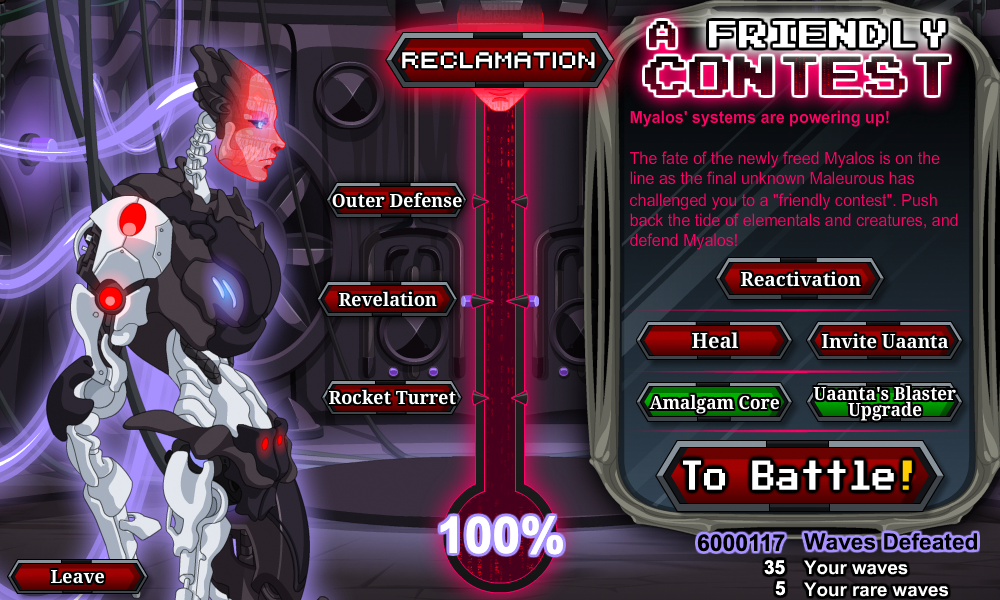 RECLAMATION
Outer Defense
Revelation
Rocket Turret
100%
Leave
A FRIENDLY
CONTEST
Myalos' systems are powering up!
The fate of the newly freed Myalos is on the
line as the final unknown Maleurous has
challenged you to a "friendly contest". Push
back the tide of elementals and creatures, and
defend Myalos!
Reactivation
Heal
Invite Uaanta
Amalgam Core
Uaanta's Blaster
Upgrade
To Battle!
6000117 Waves Defeated
35 Your waves
5 Your rare waves